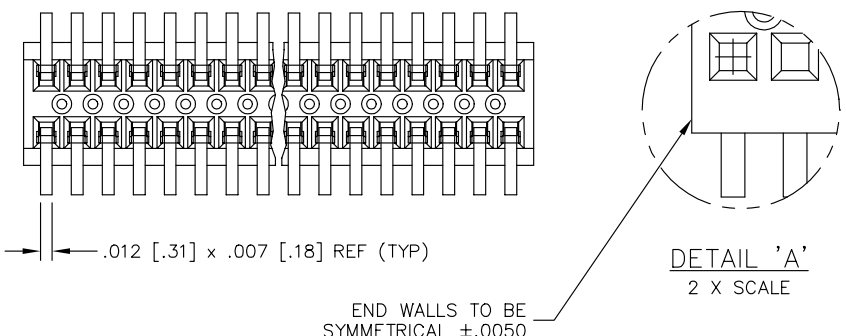 .012 [.31] x .007 [.18] REF (TYP)
DETAIL 'A'
2 X SCALE
END WALLS TO BE
SYMMETRICAL ±.0050